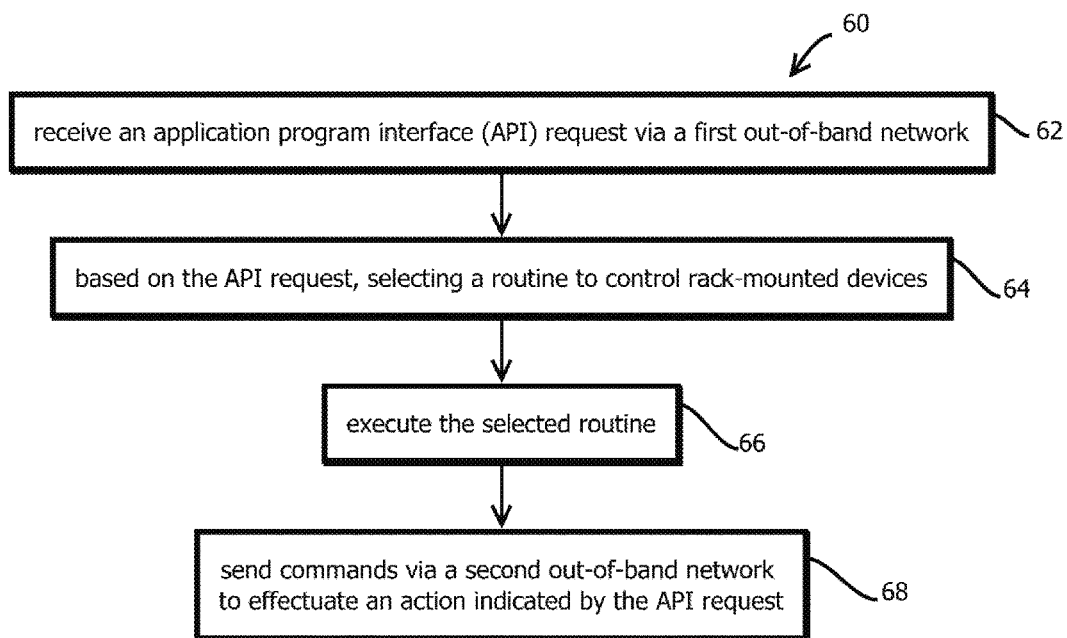 60
receive an application program interface (API) request via a first out-of-band network
62
based on the API request, selecting a routine to control rack-mounted devices
64
execute the selected routine
66
send commands via a second out-of-band network
to effectuate an action indicated by the API request
68